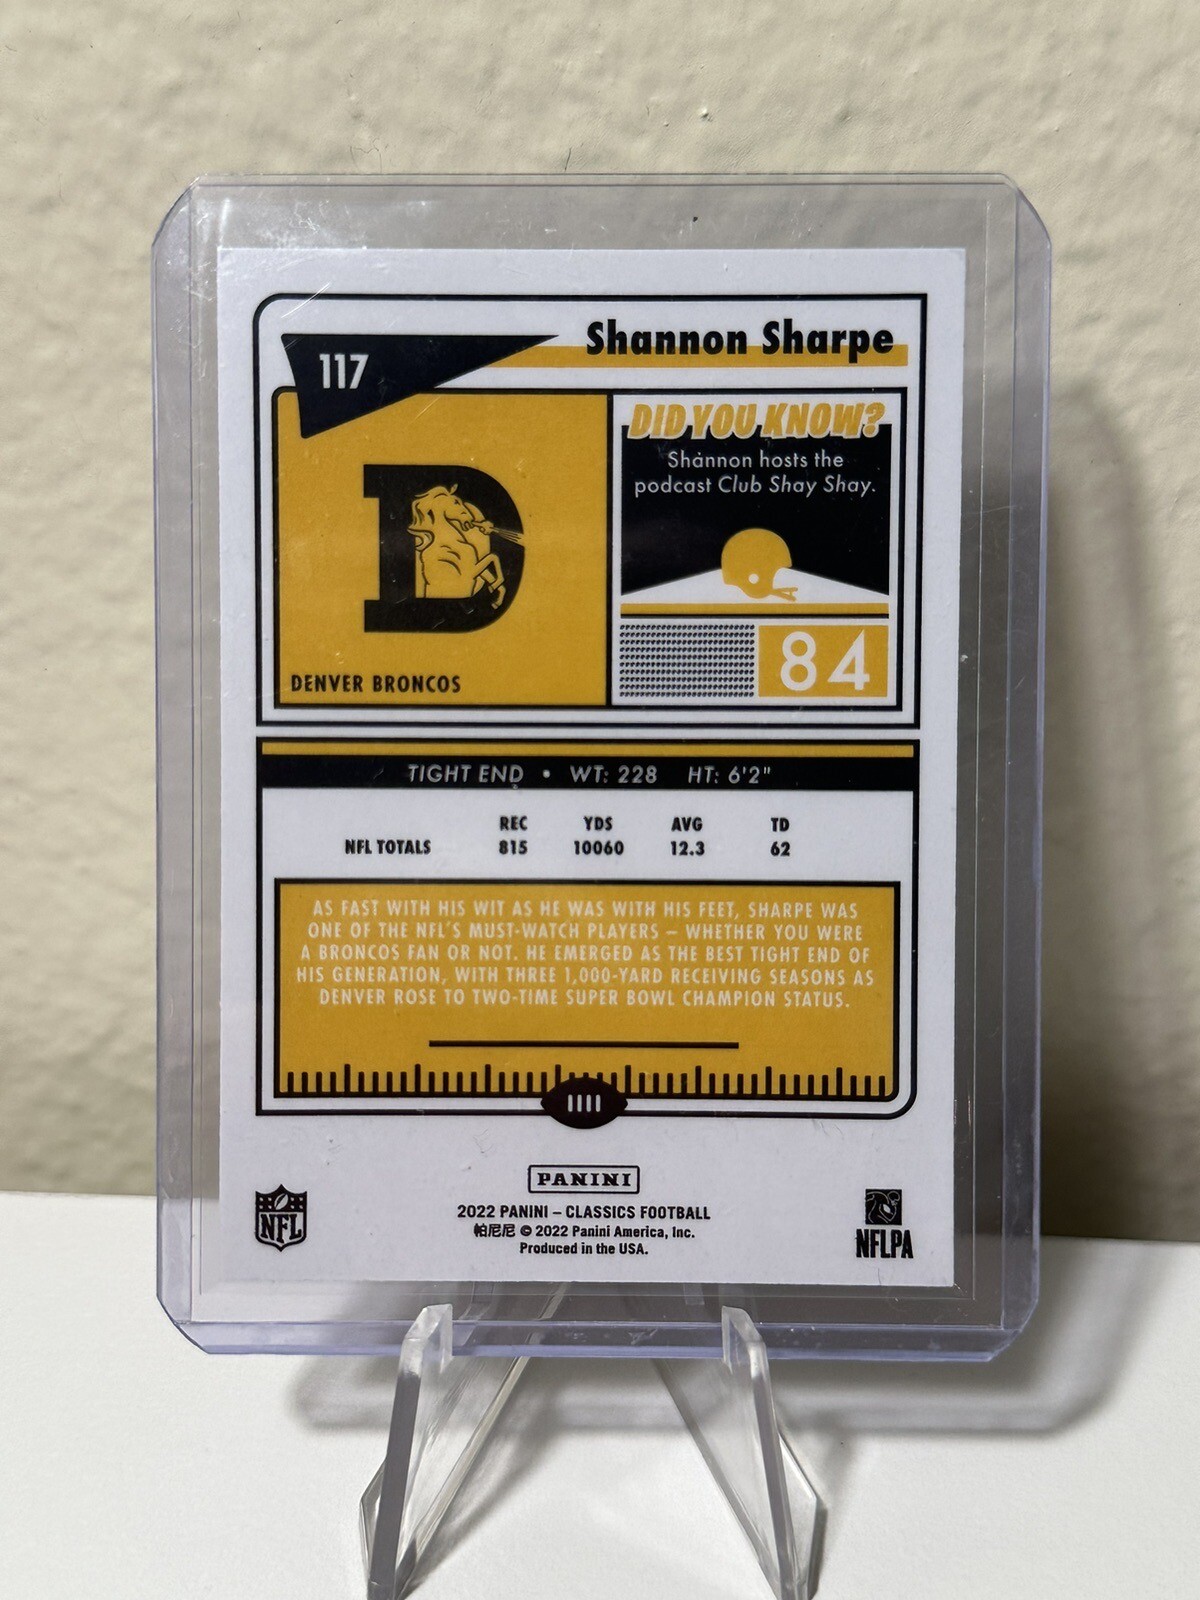 Shannon Sharpe
117
DID YOU KNOW?
Shannon hosts the
podcast Club Shay Shay.
D
84
DENVER BRONCOS
TIGHT END • WT: 228 HT: 6'2"
REC YDS AVG TD
NFL TOTALS 815 10060 12.3 62
AS FAST WITH HIS WIT AS HE WAS WITH HIS FEET, SHARPE WAS
ONE OF THE NFL'S MUST-WATCH PLAYERS – WHETHER YOU WERE
A BRONCOS FAN OR NOT. HE EMERGED AS THE BEST TIGHT END OF
HIS GENERATION, WITH THREE 1,000-YARD RECEIVING SEASONS AS
DENVER ROSE TO TWO-TIME SUPER BOWL CHAMPION STATUS.
PANINI
2022 PANINI – CLASSICS FOOTBALL
帕尼尼 © 2022 Panini America, Inc.
Produced in the USA.
NFL
NFLPA